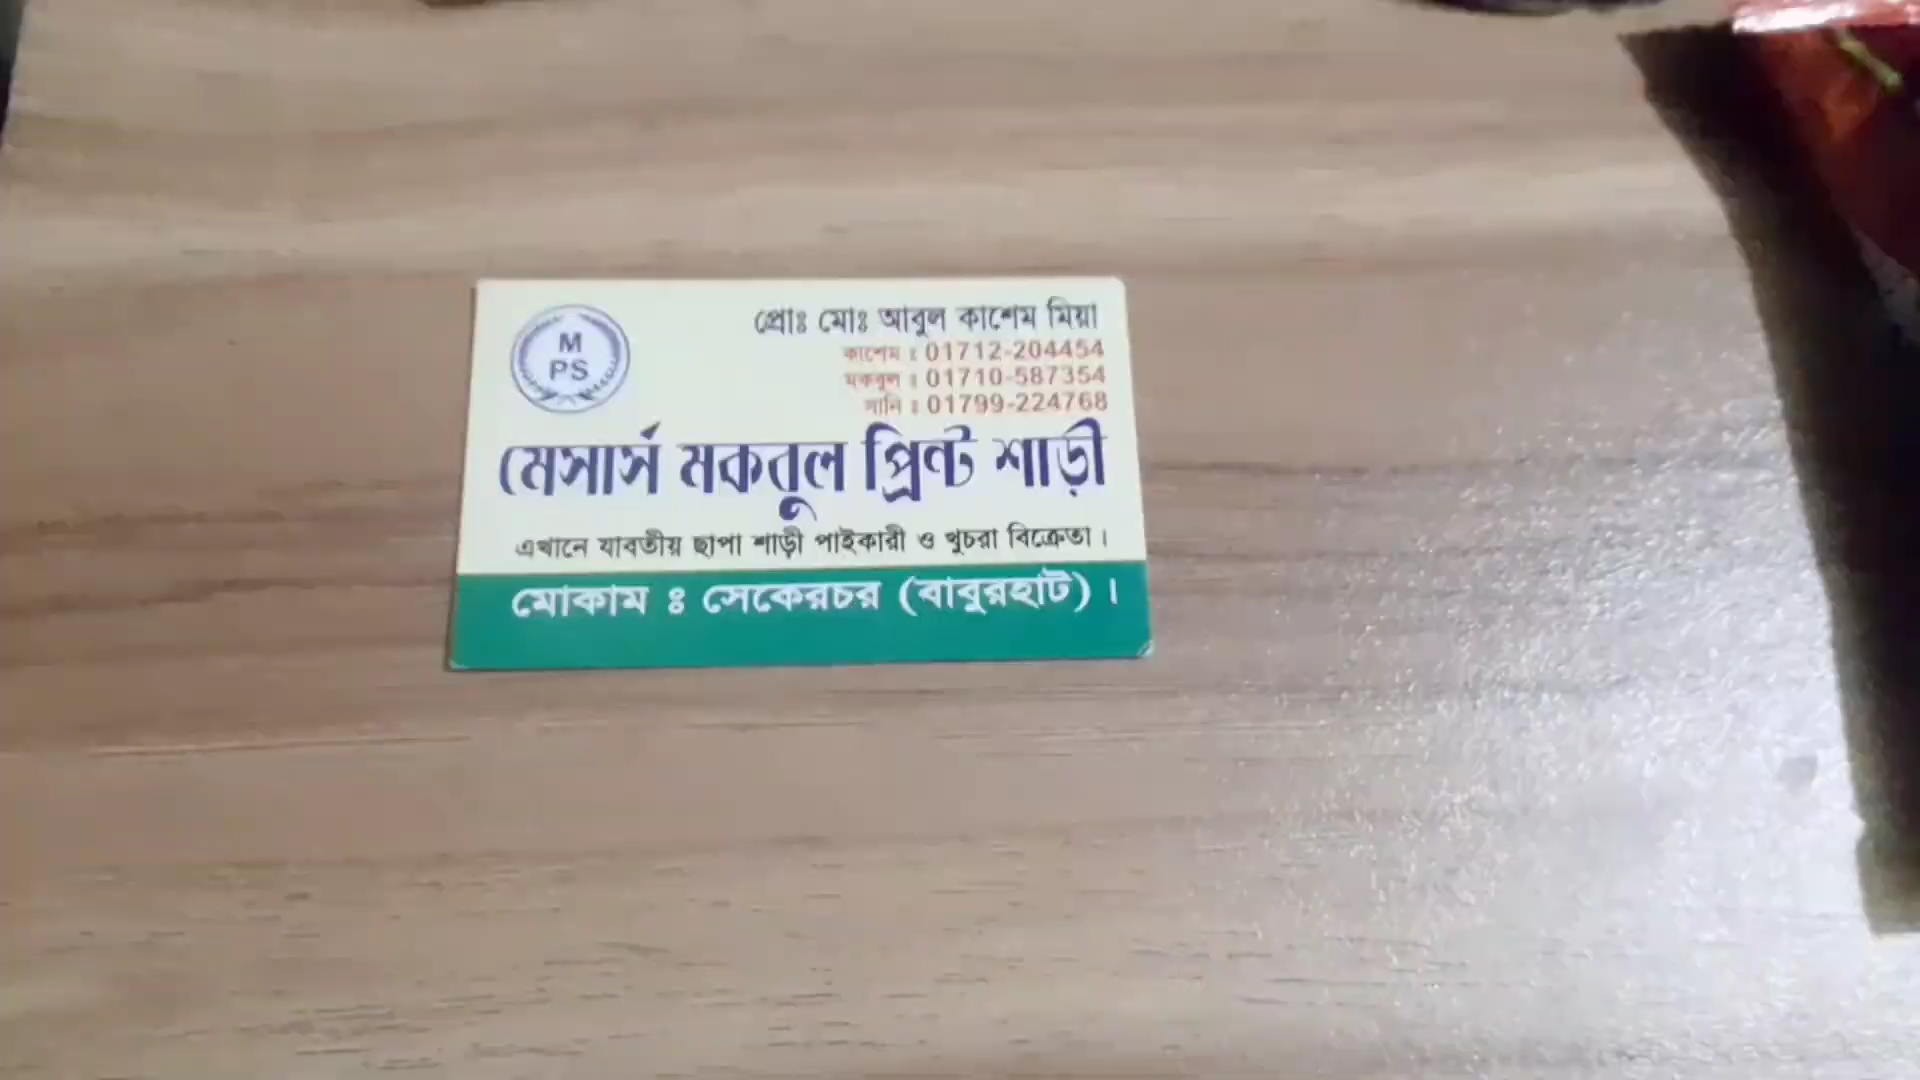 M
PS
প্রোঃ মোঃ আবুল কাশেম মিয়া
কাশেম : 01712-204454
মকবুল : 01710-587354
সানি : 01799-224768
মেসার্স মকবুল প্রিন্ট শাড়ী
এখানে যাবতীয় ছাপা শাড়ী পাইকারী ও খুচরা বিক্রেতা।
মোকাম ঃ সেকেরচর (বাবুরহাট)।